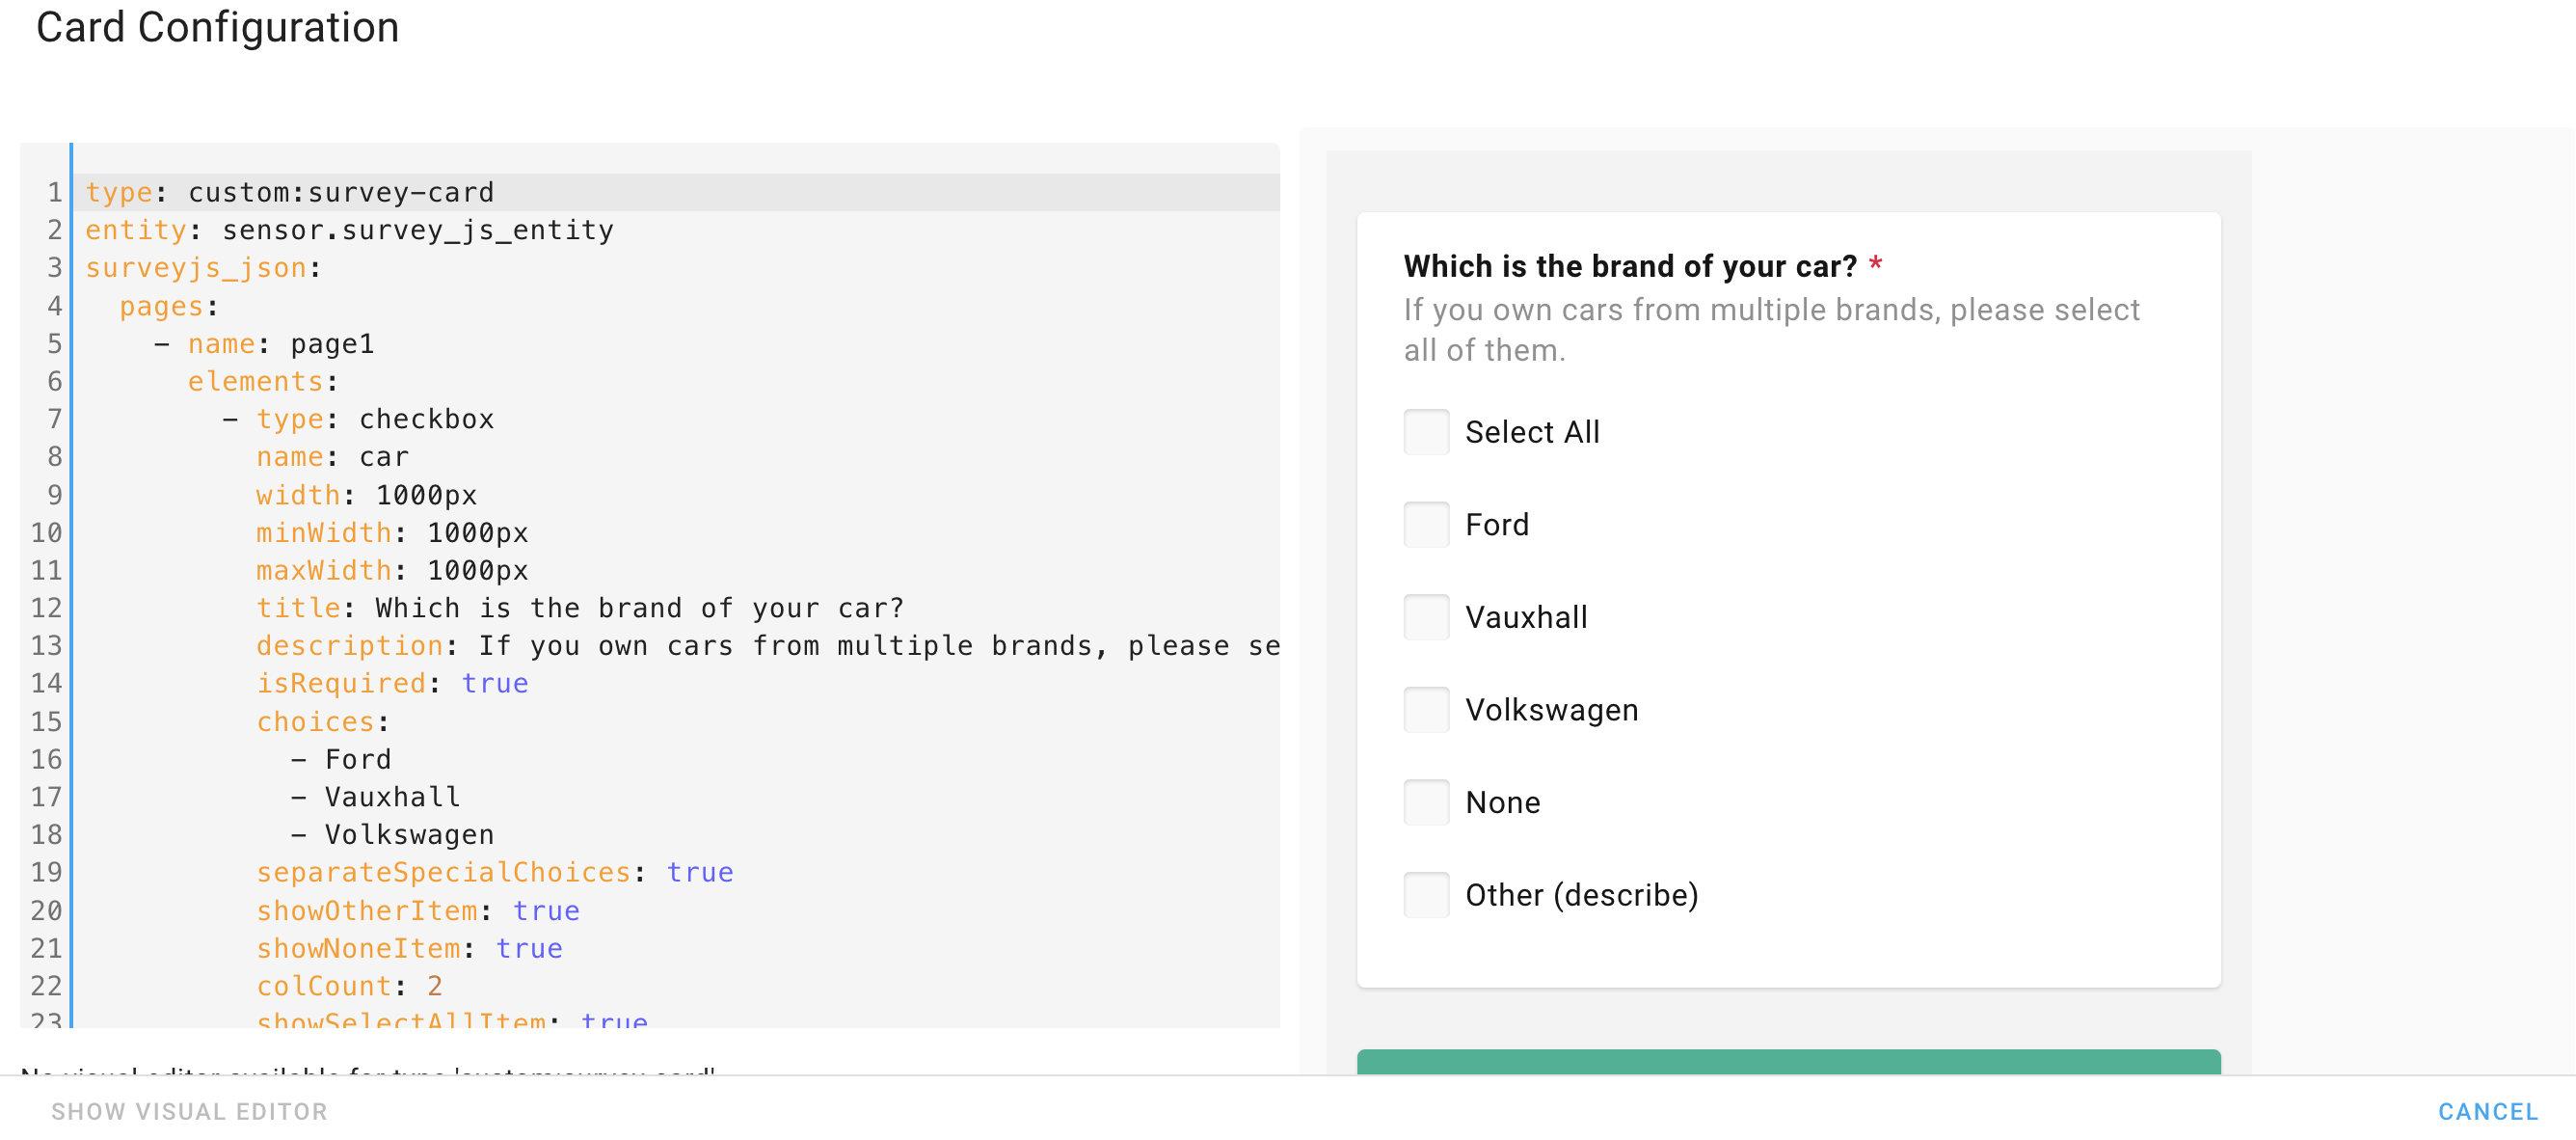 Card Configuration
1 type: custom:survey-card
2 entity: sensor.survey_js_entity
3 surveyjs_json:
4 pages:
5 - name: page1
6 elements:
7 - type: checkbox
8 name: car
9 width: 1000px
10 minWidth: 1000px
11 maxWidth: 1000px
12 title: Which is the brand of your car?
13 description: If you own cars from multiple brands, please se
14 isRequired: true
15 choices:
16 - Ford
17 - Vauxhall
18 - Volkswagen
19 separateSpecialChoices: true
20 showOtherItem: true
21 showNoneItem: true
22 colCount: 2
23 showSelectAllItem: true
No visual editor available for type 'custom:survey-card'
Which is the brand of your car? *
If you own cars from multiple brands, please select
all of them.
Select All
Ford
Vauxhall
Volkswagen
None
Other (describe)
SHOW VISUAL EDITOR
CANCEL